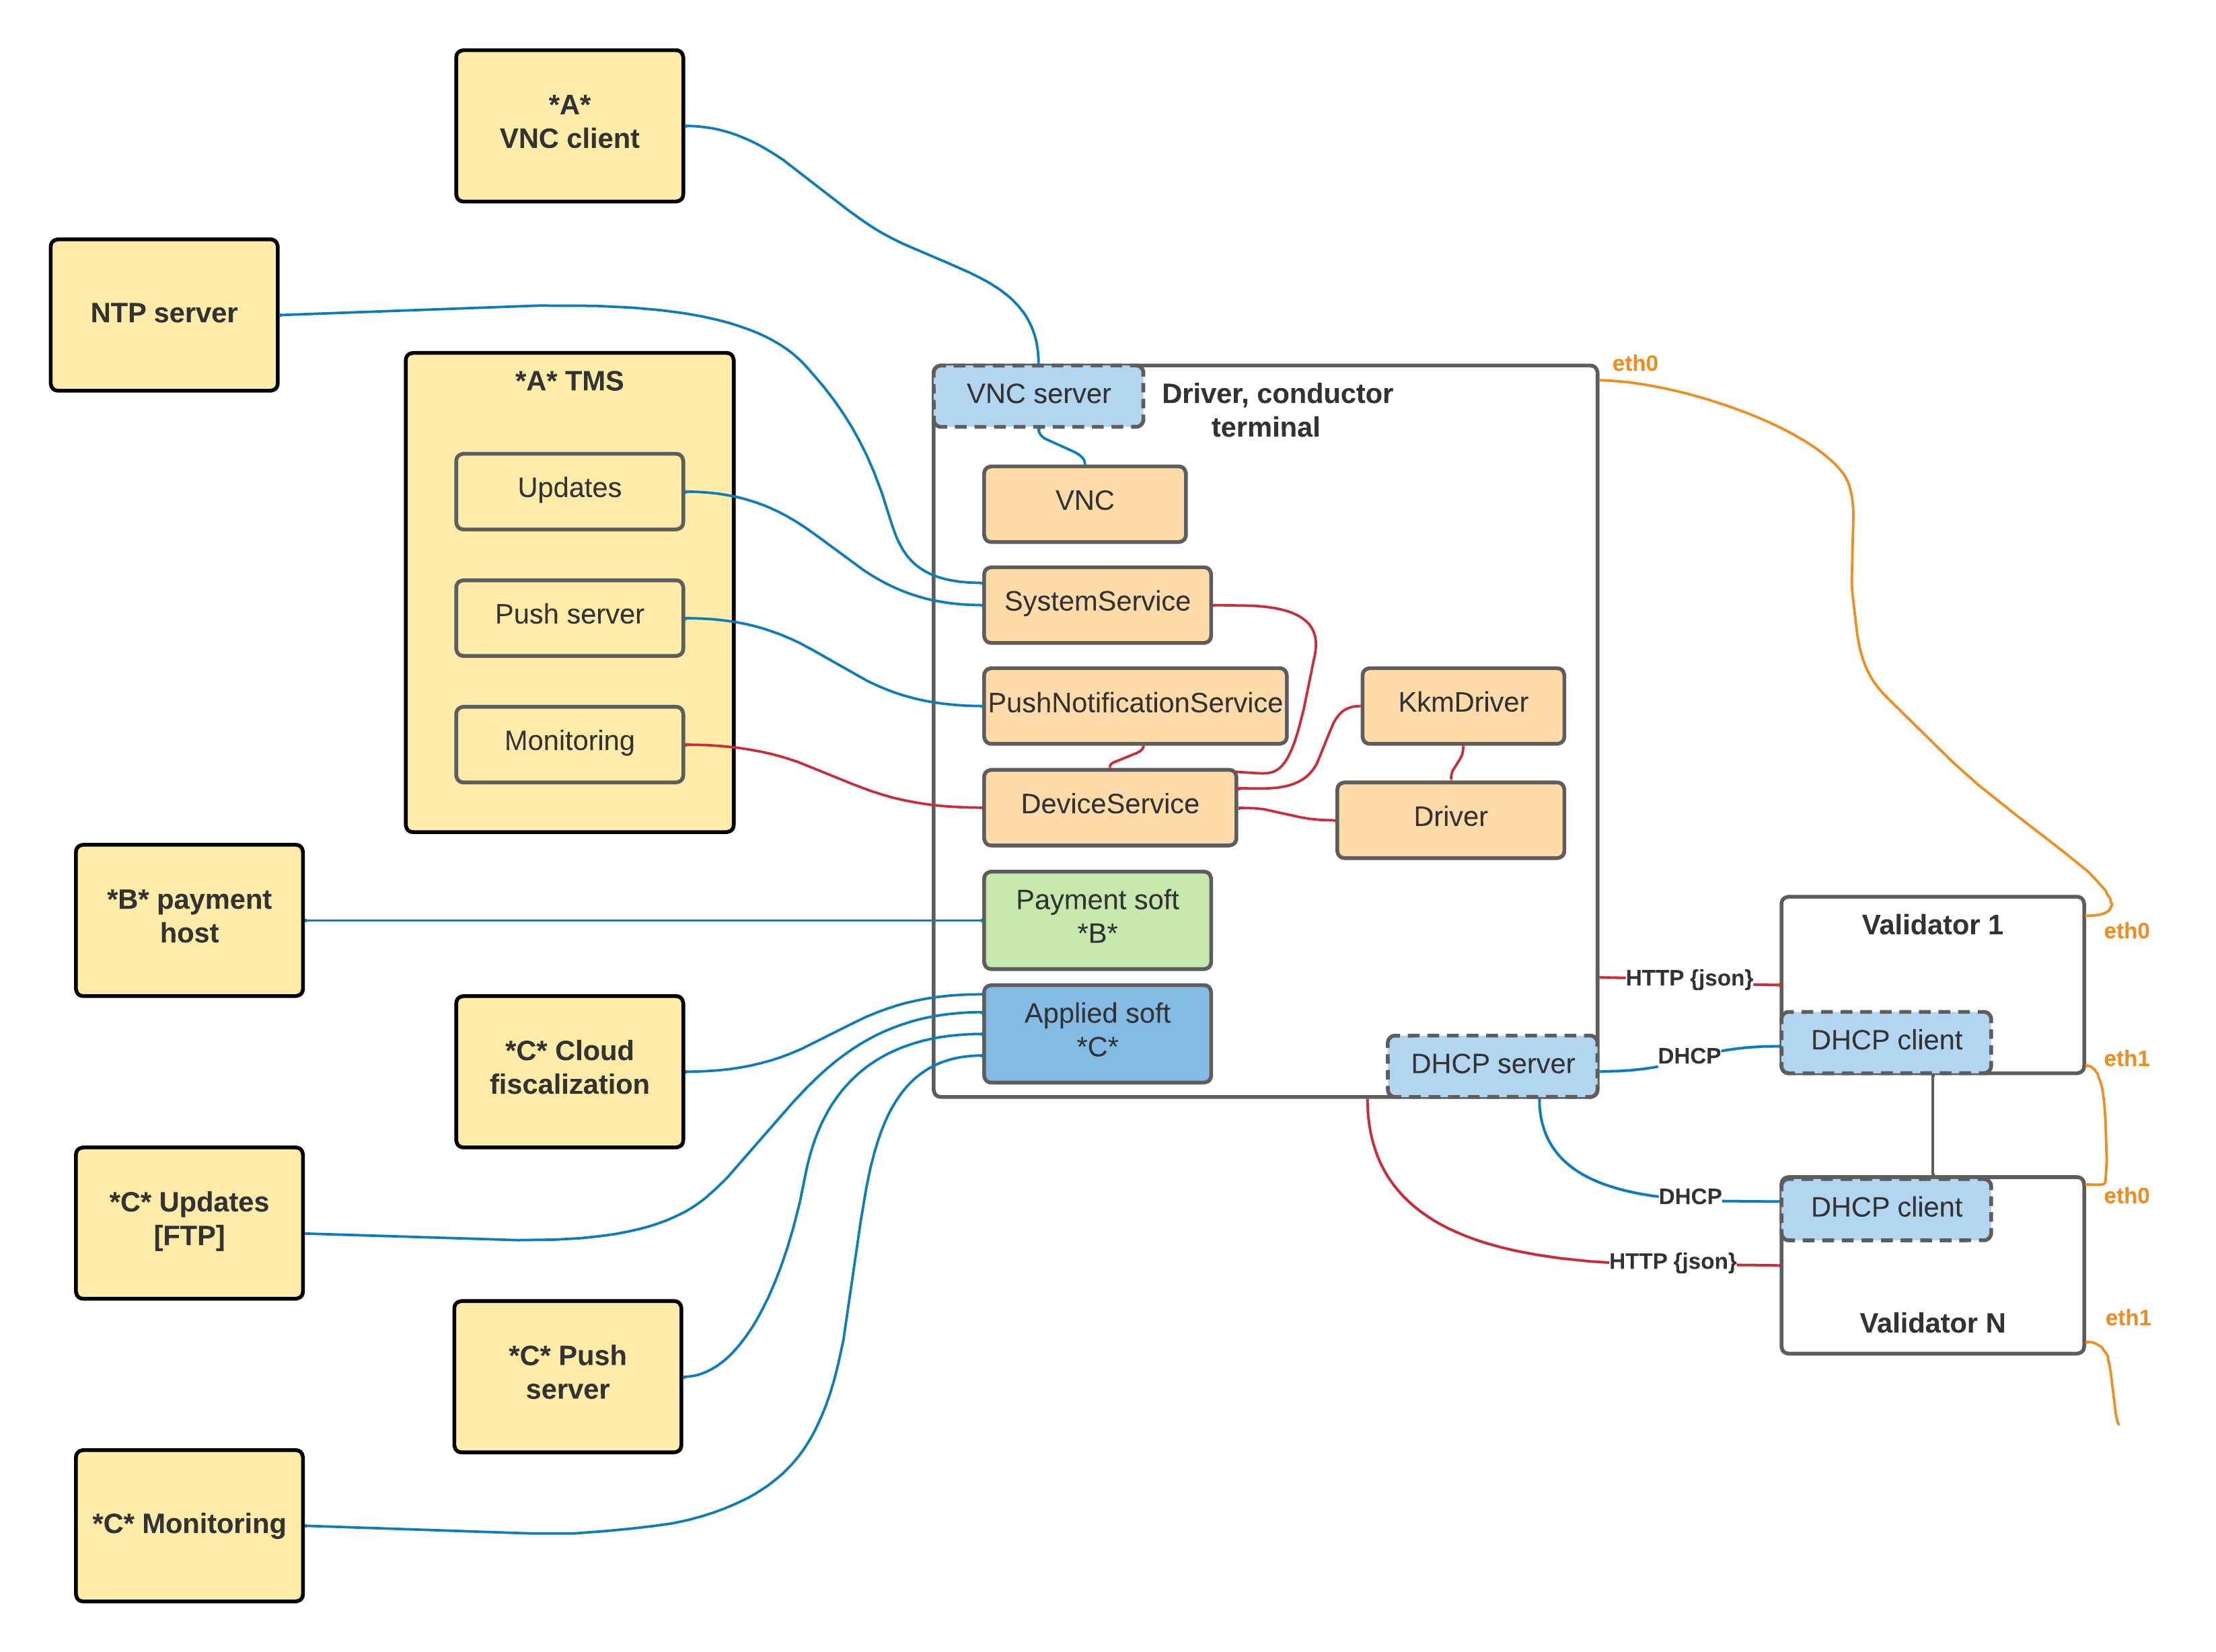 *A*
VNC client
NTP server
*A* TMS
Updates
Push server
Monitoring
*B* payment
host
*C* Cloud
fiscalization
*C* Updates
[FTP]
*C* Push
server
*C* Monitoring
VNC server
Driver, conductor
terminal
VNC
SystemService
PushNotificationService
KkmDriver
DeviceService
Driver
Payment soft
*B*
Applied soft
*C*
DHCP server
eth0
HTTP {json}
DHCP
DHCP
HTTP {json}
Validator 1
eth0
DHCP client
eth1
DHCP client
eth0
Validator N
eth1